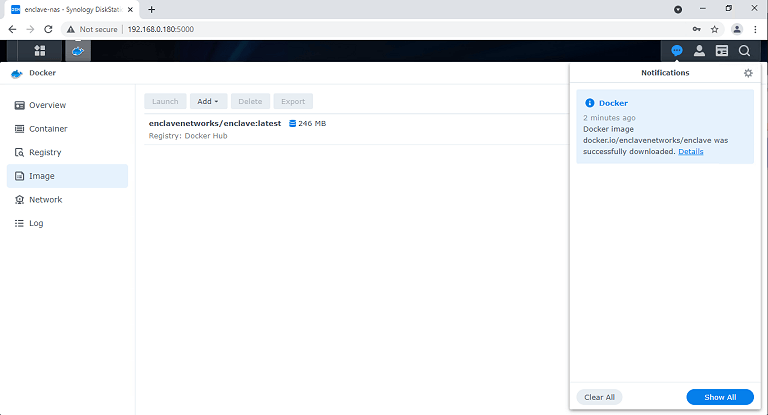 enclave-nas - Synology DiskStat
Not secure | 192.168.0.180:5000
Docker
Notifications
Overview
Container
Registry
Image
Network
Log
Launch Add Delete Export
enclavenetworks/enclave:latest 246 MB
Registry: Docker Hub
Docker
2 minutes ago
Docker image
docker.io/enclavenetworks/enclave was
successfully downloaded. Details
Clear All Show All